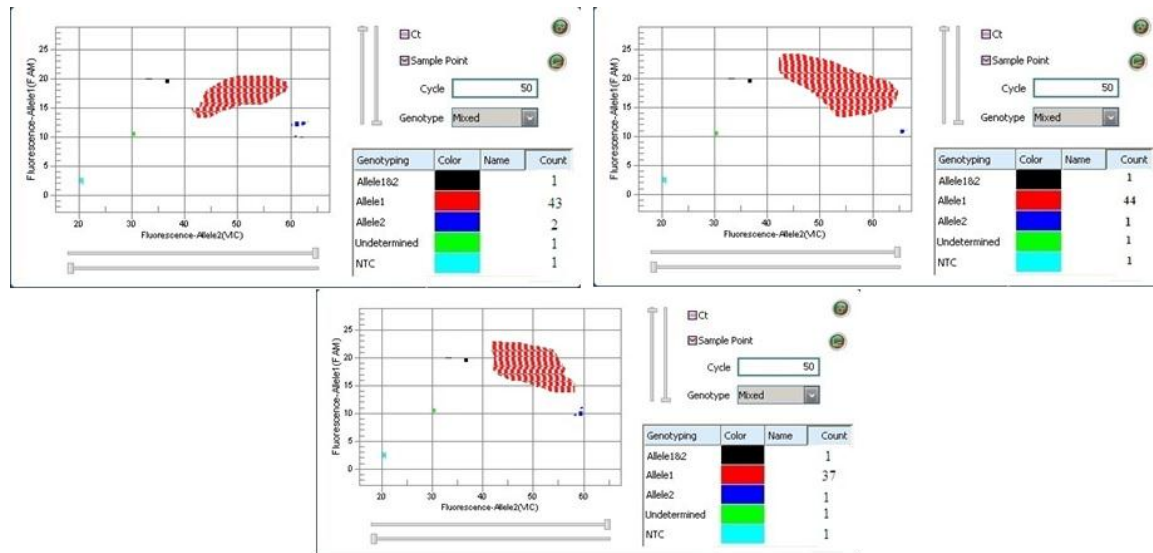 Fluorescence-Allele1(FAM)
25
20
15
10
5
0
20 30 40 50 60
Fluorescence-Allele2(VIC)
Ct
Sample Point
Cycle 50
Genotype Mixed
Genotyping Color Name Count
Allele1&2 1
Allele1 43
Allele2 2
Undetermined 1
NTC 1
Fluorescence-Allele1(FAM)
25
20
15
10
5
0
20 30 40 50 60
Fluorescence-Allele2(VIC)
Ct
Sample Point
Cycle 50
Genotype Mixed
Genotyping Color Name Count
Allele1&2 1
Allele1 44
Allele2 1
Undetermined 1
NTC 1
Fluorescence-Allele1(FAM)
25
20
15
10
5
0
20 30 40 50 60
Fluorescence-Allele2(VIC)
Ct
Sample Point
Cycle 50
Genotype Mixed
Genotyping Color Name Count
Allele1&2 1
Allele1 37
Allele2 1
Undetermined 1
NTC 1